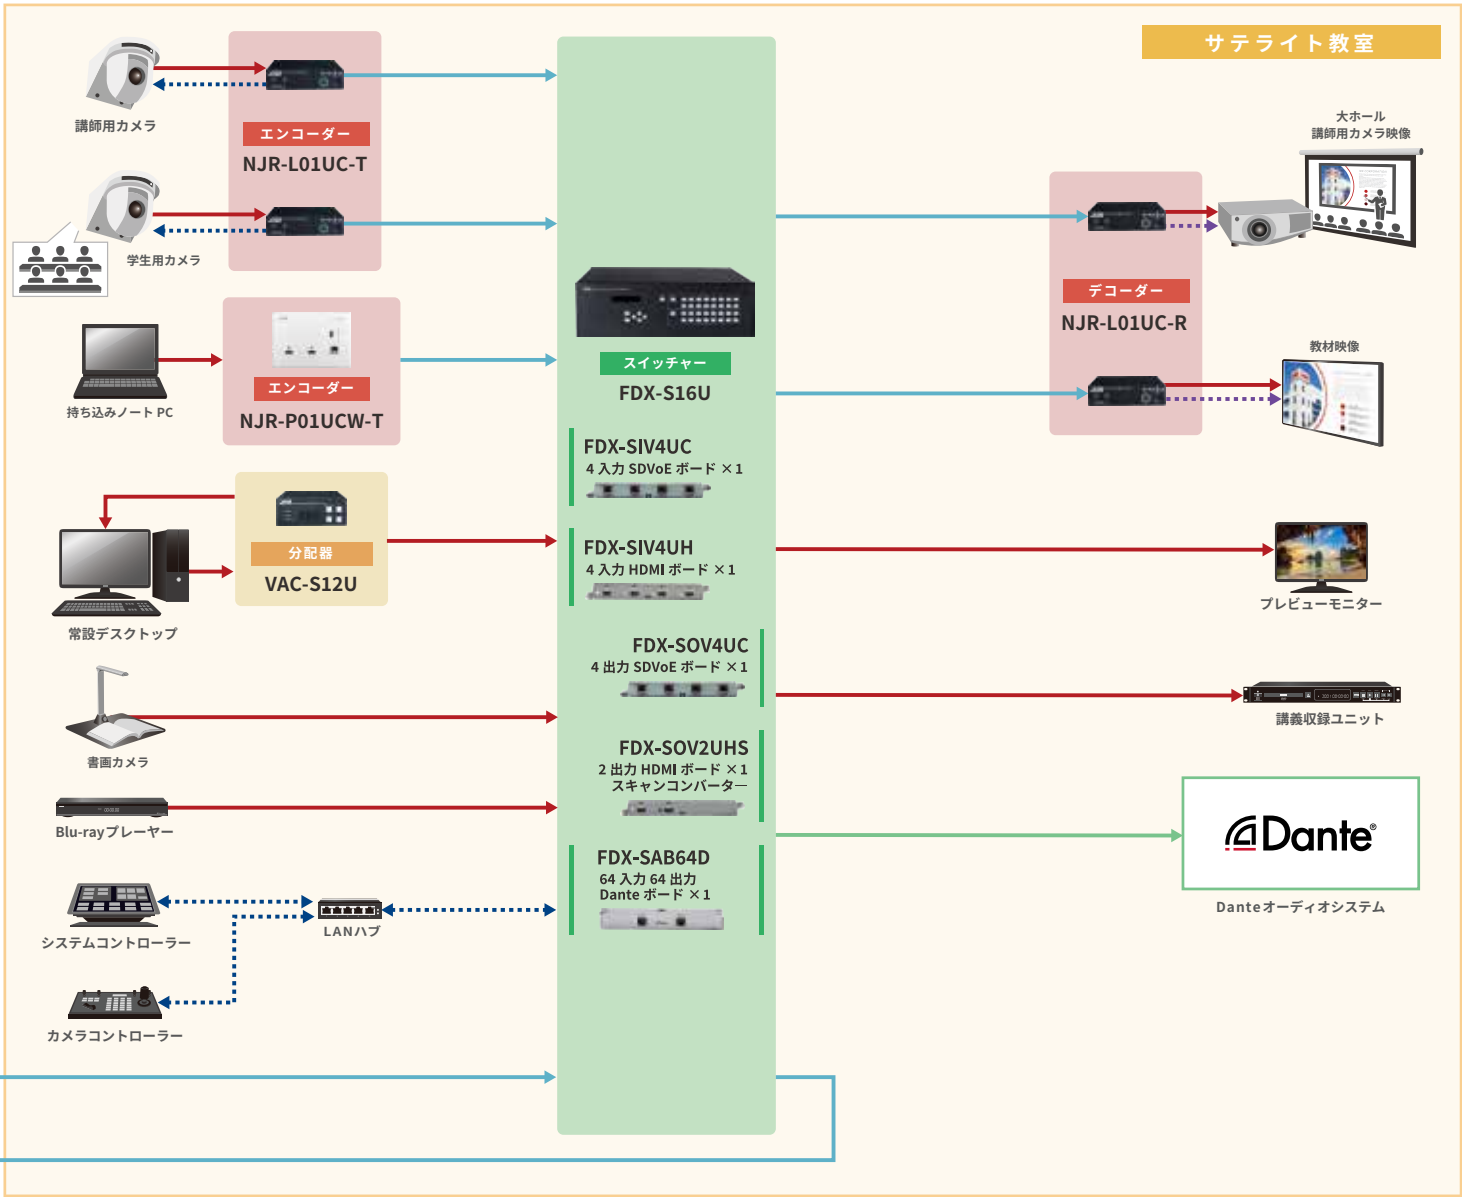 サテライト教室
講師用カメラ
エンコーダー
NJR-L01UC-T
学生用カメラ
持ち込みノート PC
エンコーダー
NJR-P01UCW-T
分配器
VAC-S12U
常設デスクトップ
書画カメラ
Blu-rayプレーヤー
システムコントローラー
LANハブ
カメラコントローラー
スイッチャー
FDX-S16U
FDX-SIV4UC
4 入力 SDVoE ボード ×1
FDX-SIV4UH
4 入力 HDMI ボード ×1
FDX-SOV4UC
4 出力 SDVoE ボード ×1
FDX-SOV2UHS
2 出力 HDMI ボード ×1
スキャンコンバーター
FDX-SAB64D
64 入力 64 出力
Dante ボード ×1
デコーダー
NJR-L01UC-R
大ホール
講師用カメラ映像
教材映像
プレビューモニター
講義収録ユニット
Dante®
Danteオーディオシステム